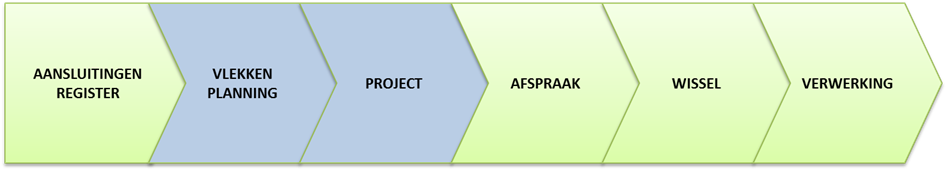 AANSLUITINGEN
REGISTER
VLEKKEN
PLANNING
PROJECT
AFSPRAAK
WISSEL
VERWERKING